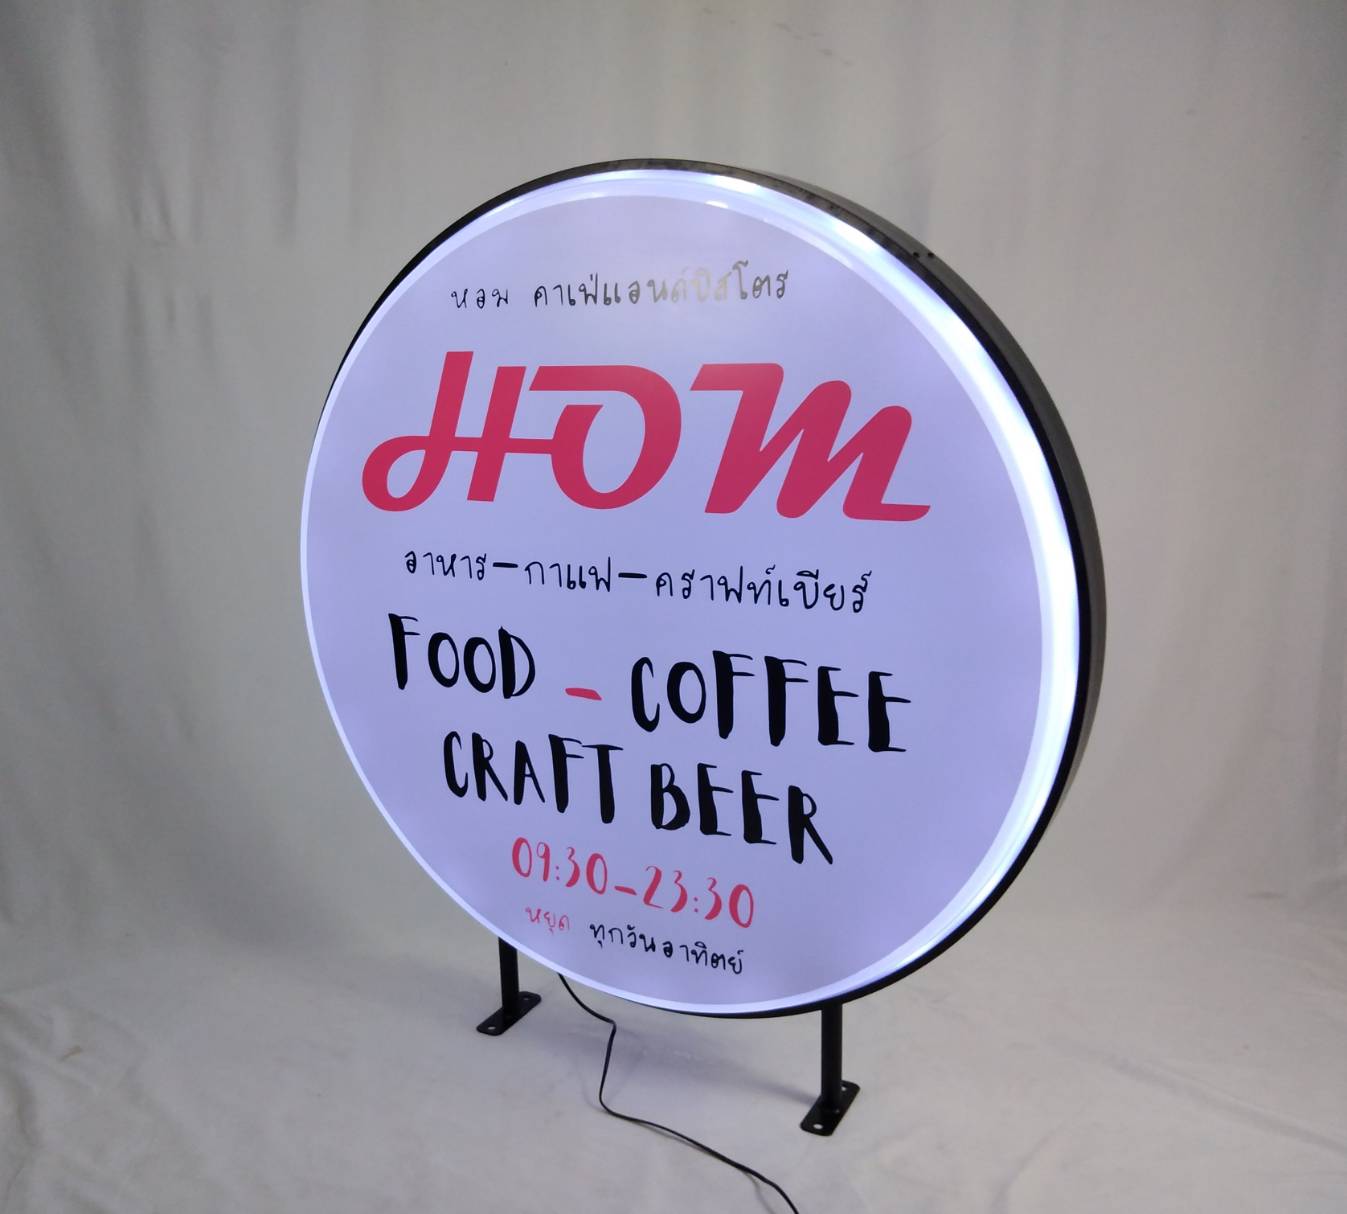 หอม คาเฟ่แอนด์บิสโตร
HOM
อาหาร-กาแฟ-คราฟท์เบียร์
FOOD - COFFEE
CRAFT BEER
09:30-23:30
หยุด ทุกวันอาทิตย์